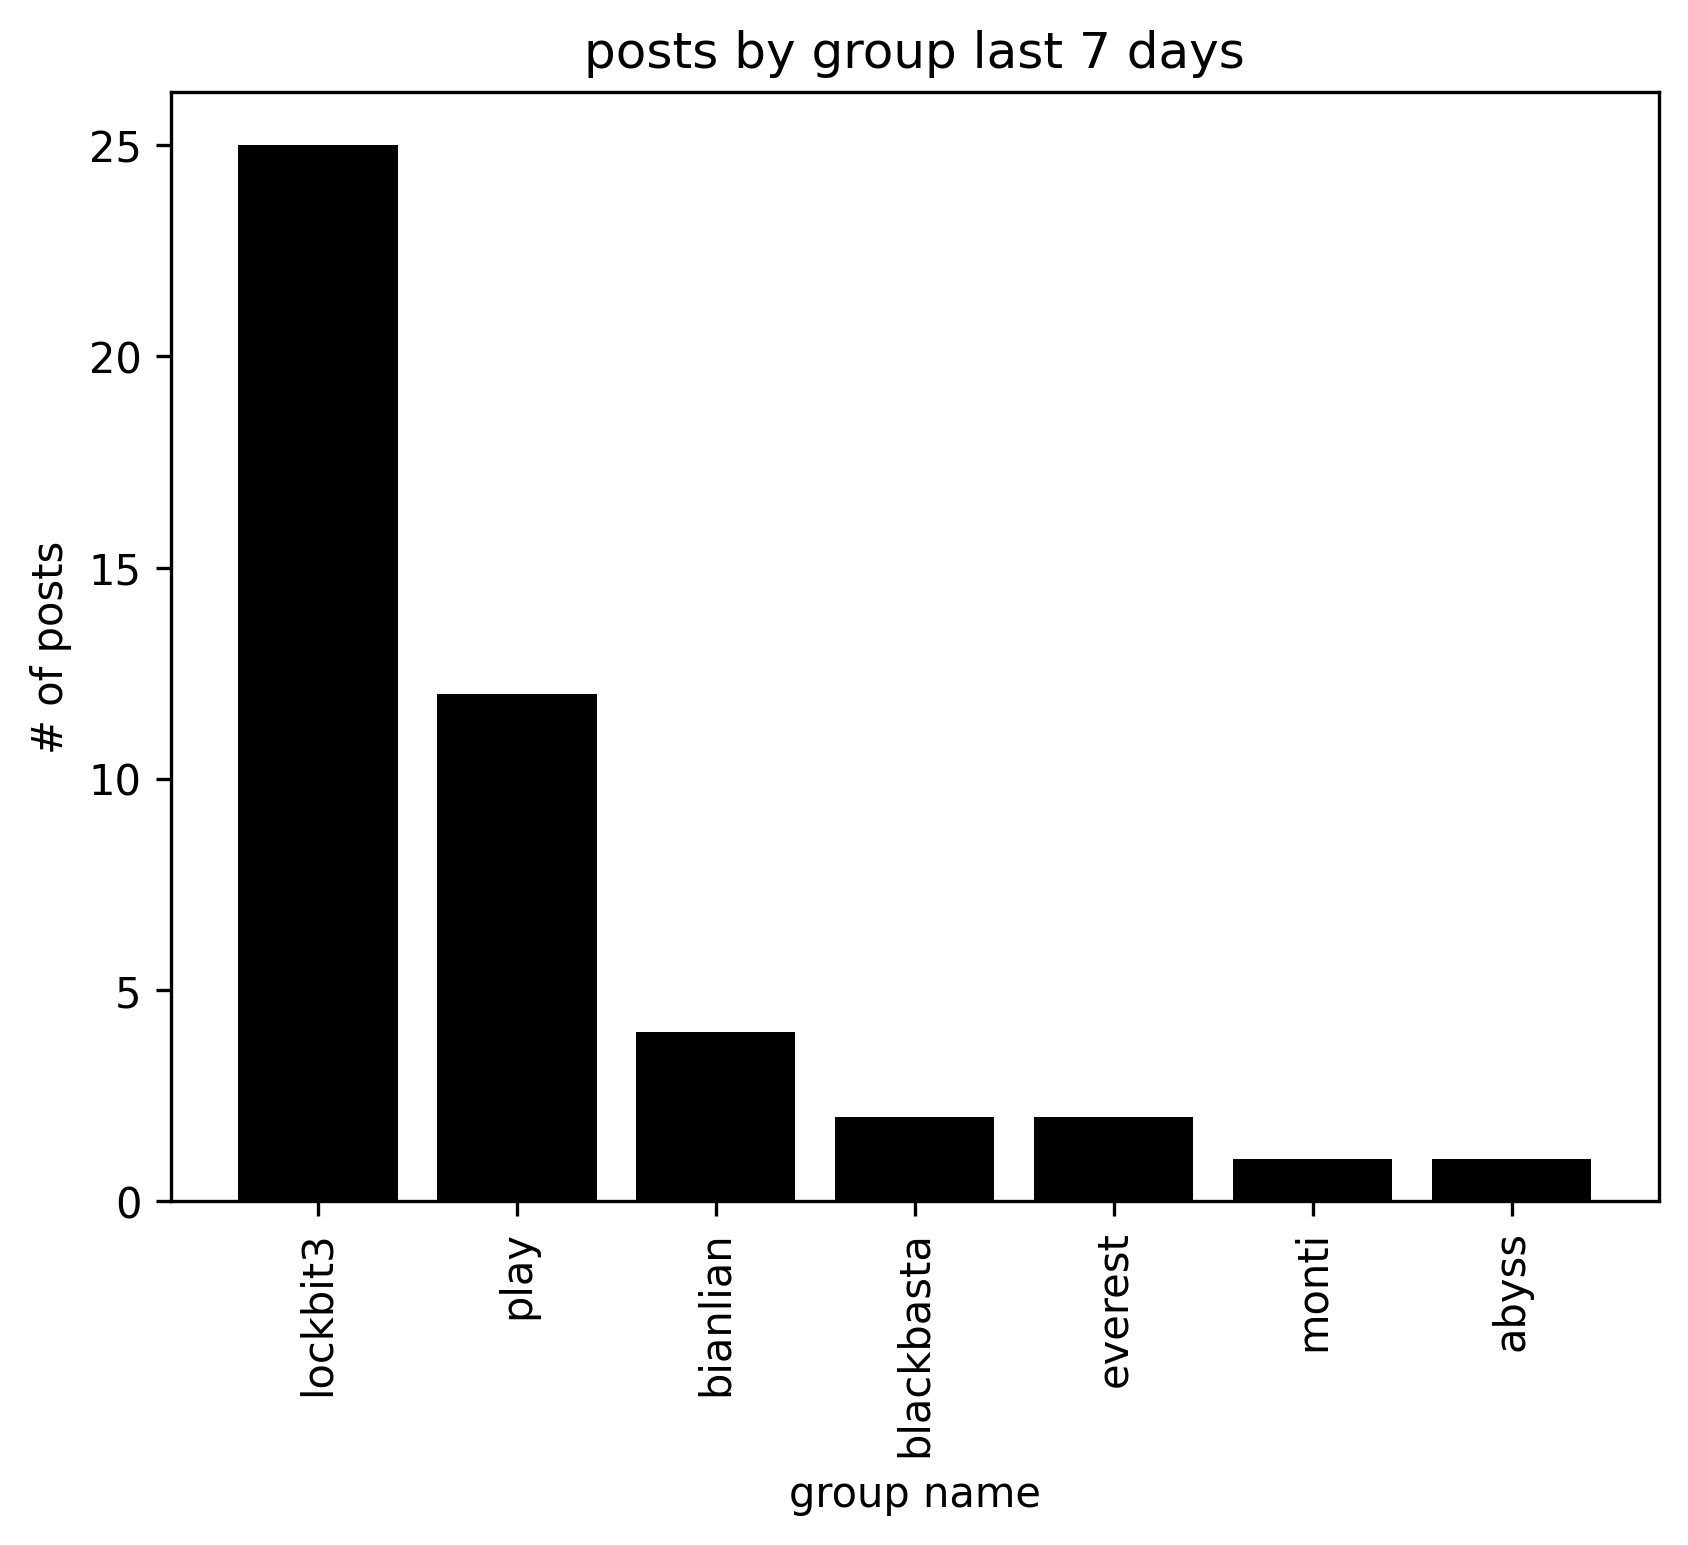 posts by group last 7 days
# of posts
25
20
15
10
5
0
lockbit3
play
bianlian
blackbasta
everest
monti
abyss
group name